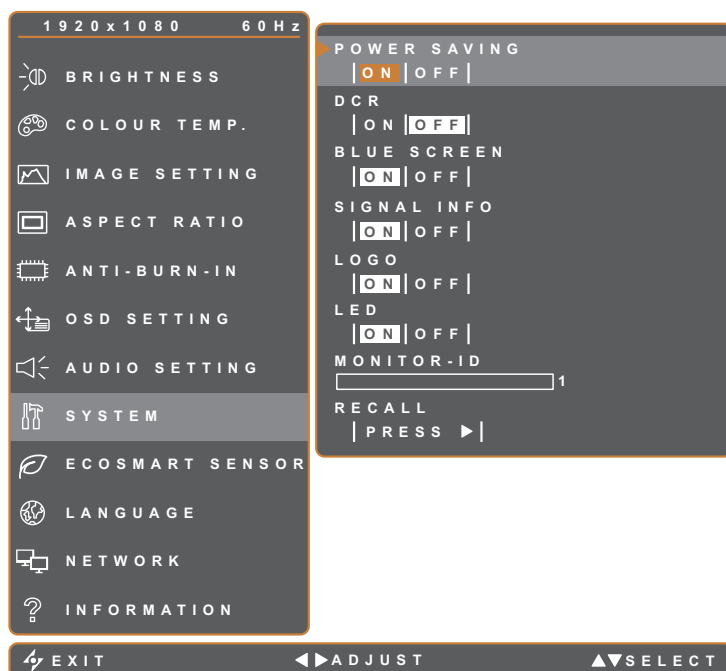 1920x1080 60Hz
BRIGHTNESS
COLOUR TEMP.
IMAGE SETTING
ASPECT RATIO
ANTI-BURN-IN
OSD SETTING
AUDIO SETTING
SYSTEM
ECOSMART SENSOR
LANGUAGE
NETWORK
INFORMATION
POWER SAVING
ON OFF
DCR
ON OFF
BLUE SCREEN
ON OFF
SIGNAL INFO
ON OFF
LOGO
ON OFF
LED
ON OFF
MONITOR-ID
1
RECALL
PRESS
EXIT ADJUST SELECT